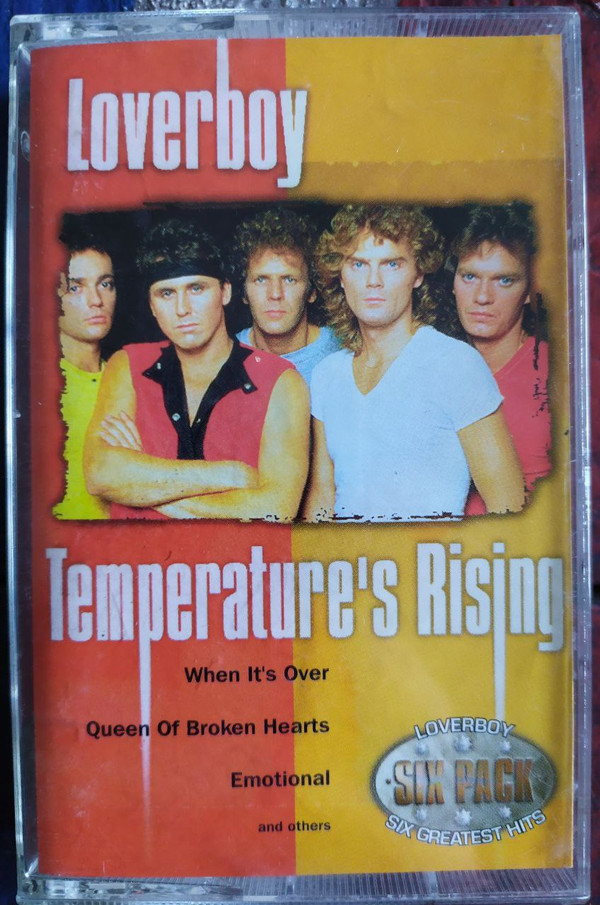 Loverboy
Temperature's Rising
When It's Over
Queen Of Broken Hearts
Emotional
and others
LOVERBOY
SIX PACK
SIX GREATEST HITS